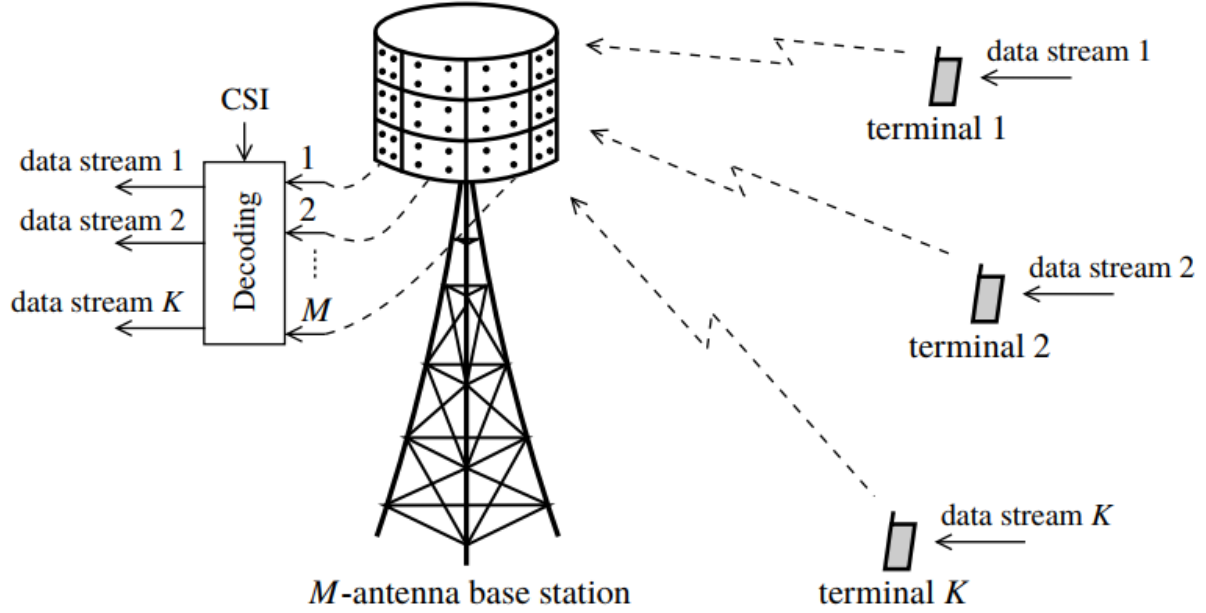 CSI
data stream 1
data stream 2
data stream K
Decoding
1
2
M
M-antenna base station
data stream 1
terminal 1
data stream 2
terminal 2
data stream K
terminal K